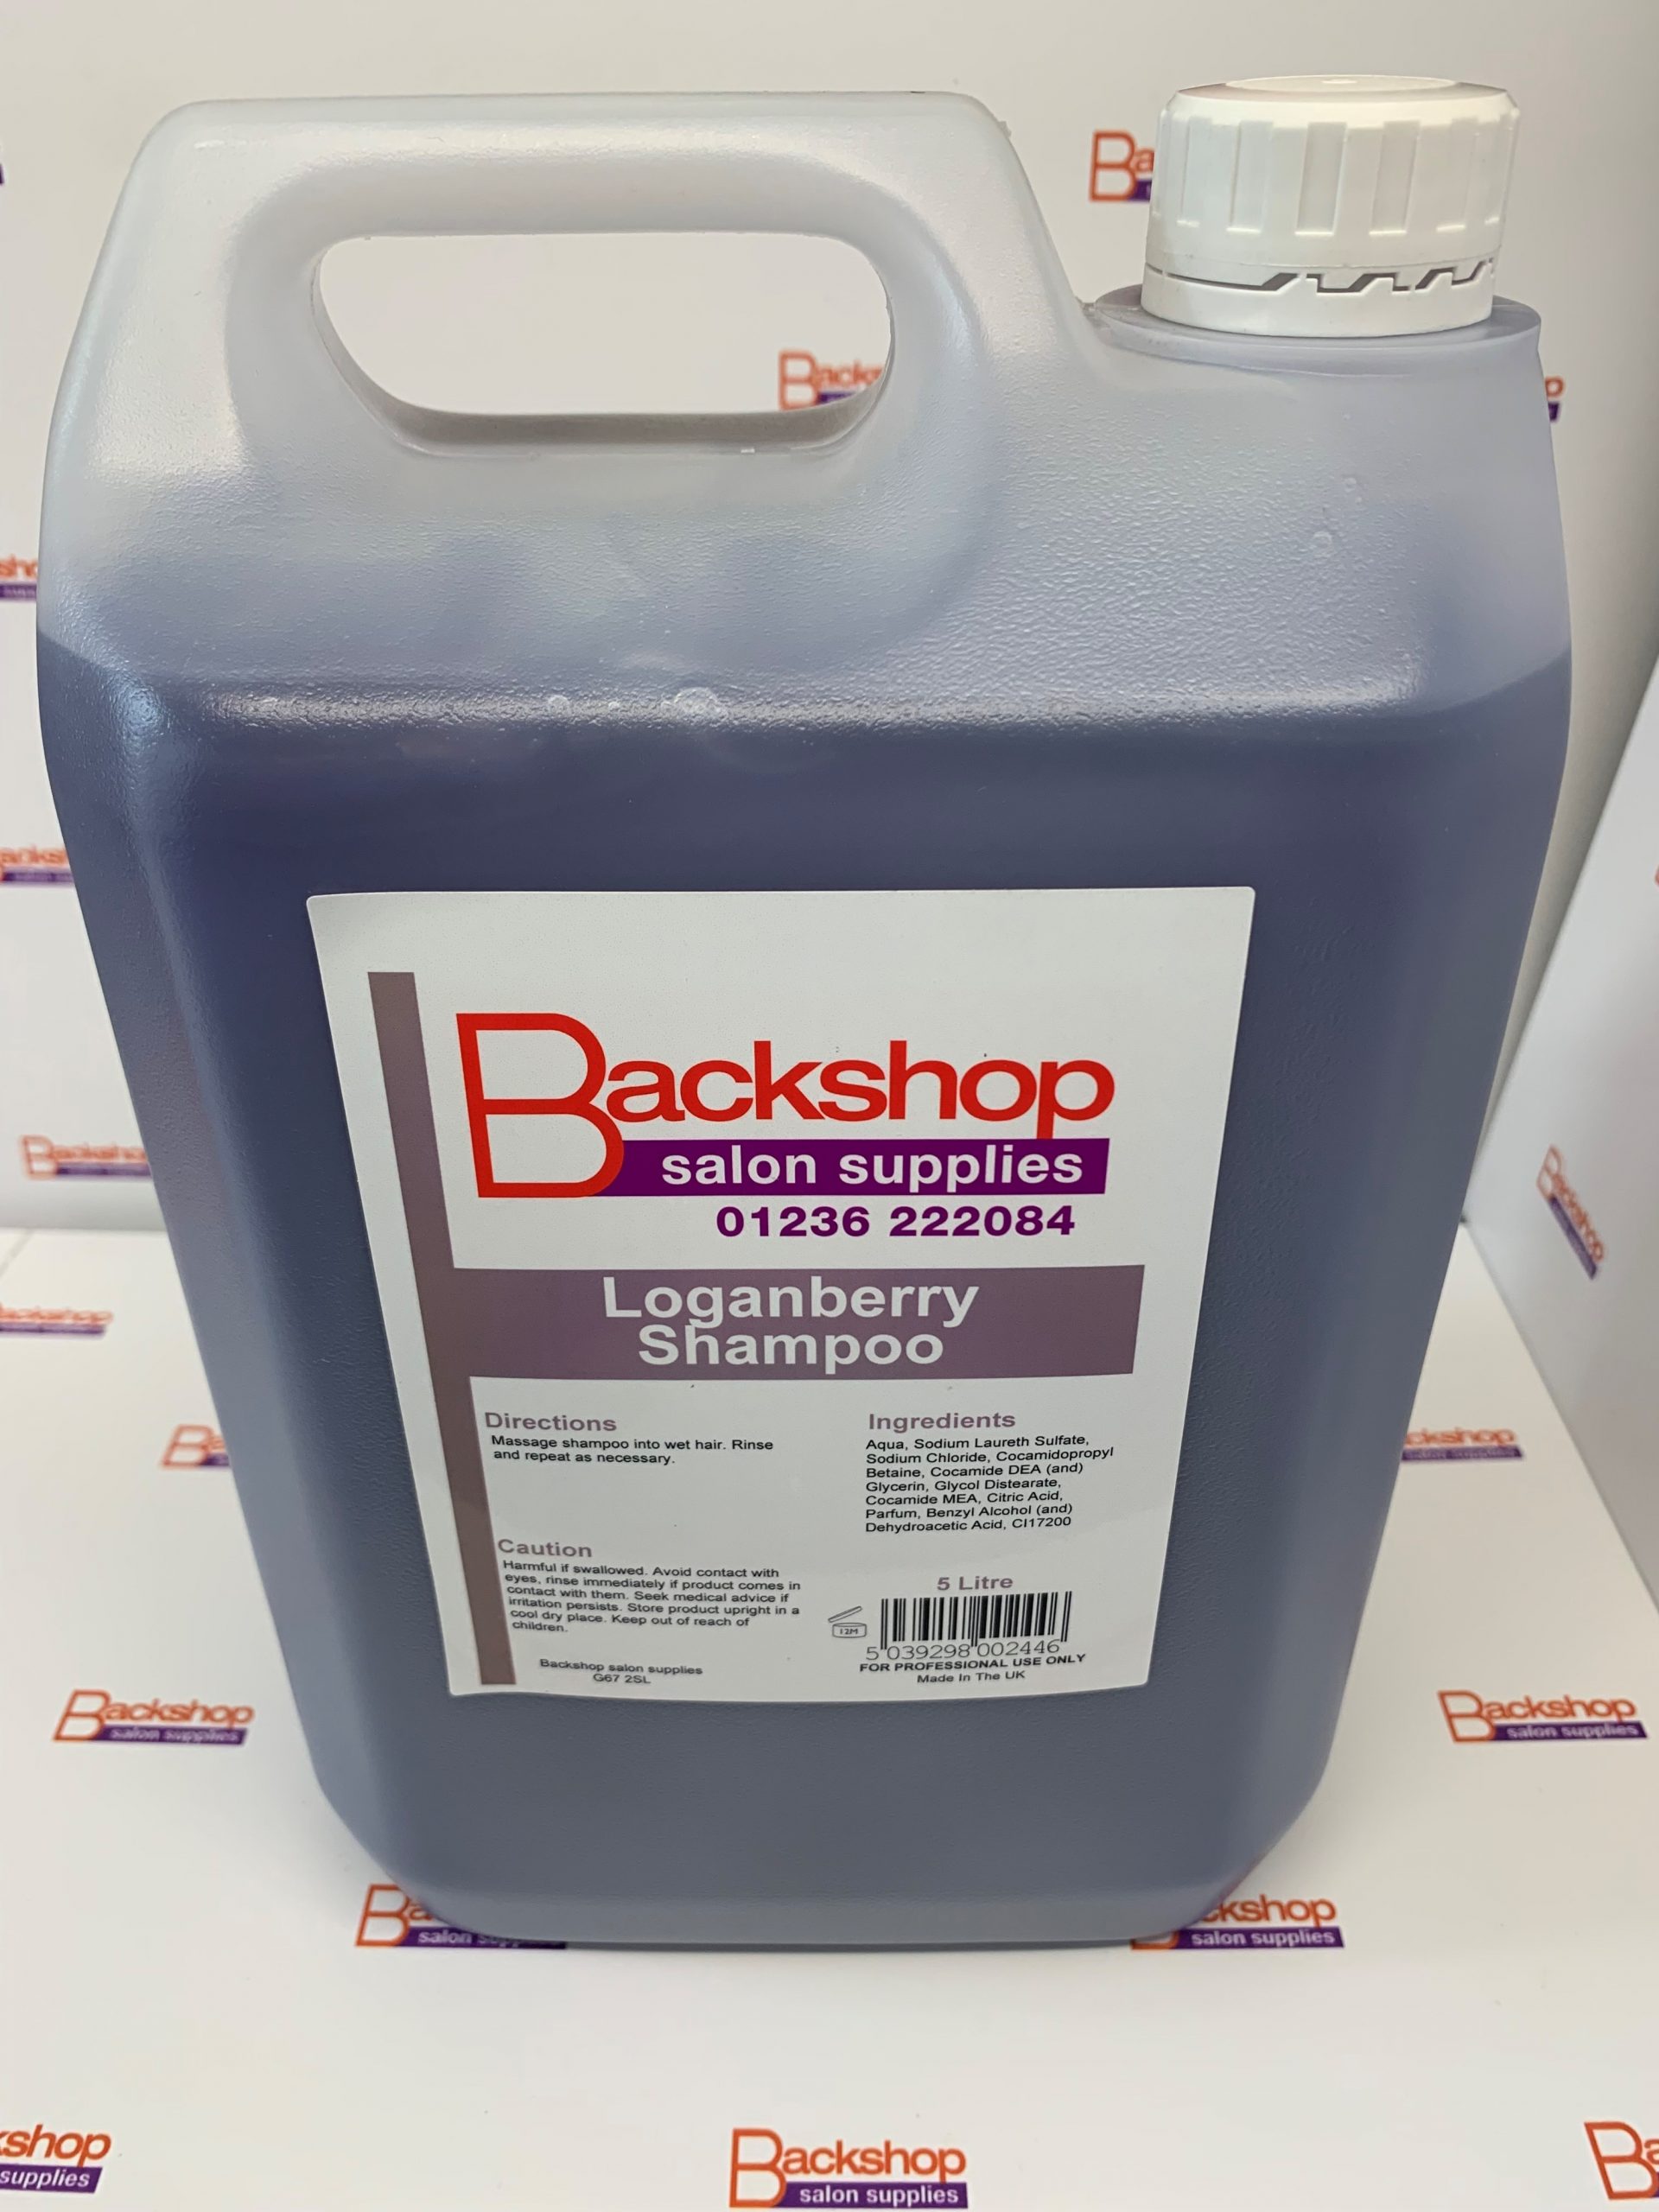 Backshop
salon supplies
01236 222084
Loganberry
Shampoo
Directions
Massage shampoo into wet hair. Rinse
and repeat as necessary.
Ingredients
Aqua, Sodium Laureth Sulfate,
Sodium Chloride, Cocamidopropyl
Betaine, Cocamide DEA (and)
Glycerin, Glycol Distearate,
Cocamide MEA, Citric Acid,
Parfum, Benzyl Alcohol (and)
Dehydroacetic Acid, CI17200
Caution
Harmful if swallowed. Avoid contact with
eyes, rinse immediately if product comes in
contact with them. Seek medical advice if
irritation persists. Store product upright in a
cool dry place. Keep out of reach of
children.
Backshop salon supplies
G67 2SL
5 Litre
12M
5 039298 002446
FOR PROFESSIONAL USE ONLY
Made In The UK
Backshop
salon supplies
Backshop
salon supplies
Backshop
salon supplies